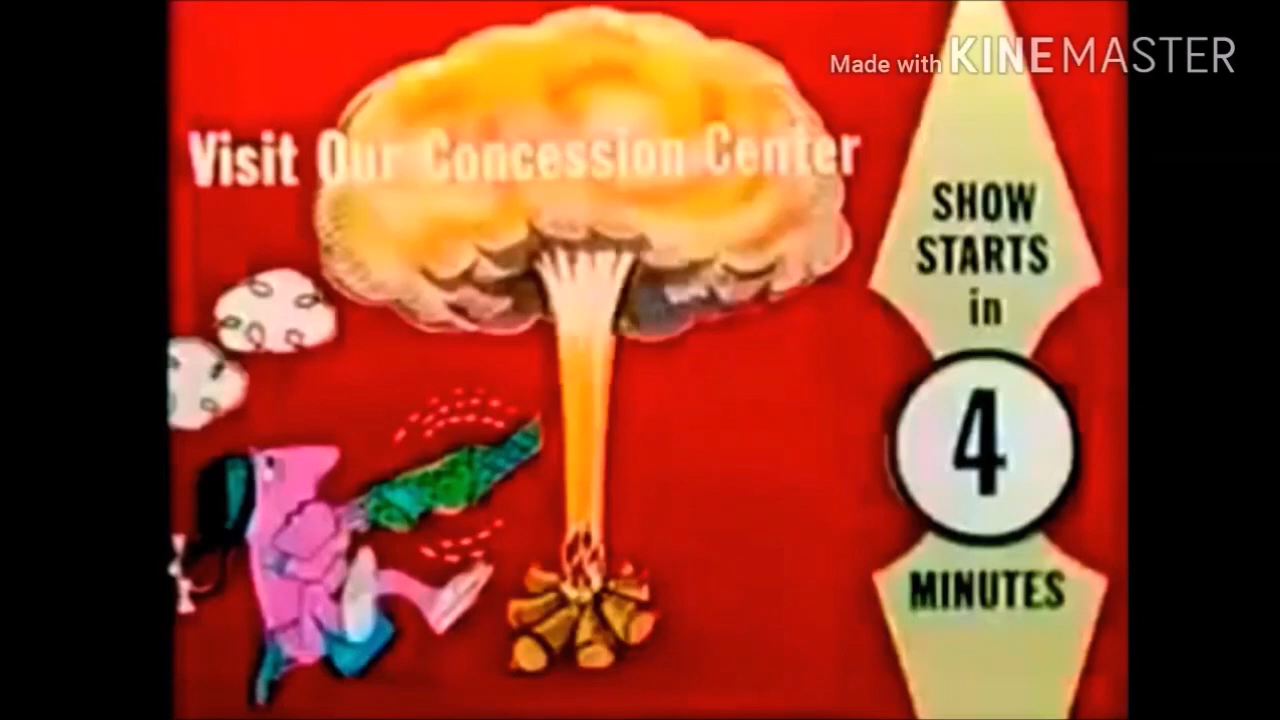 Made with KINEMASTER
Visit Our Concession Center
SHOW
STARTS
in
4
MINUTES